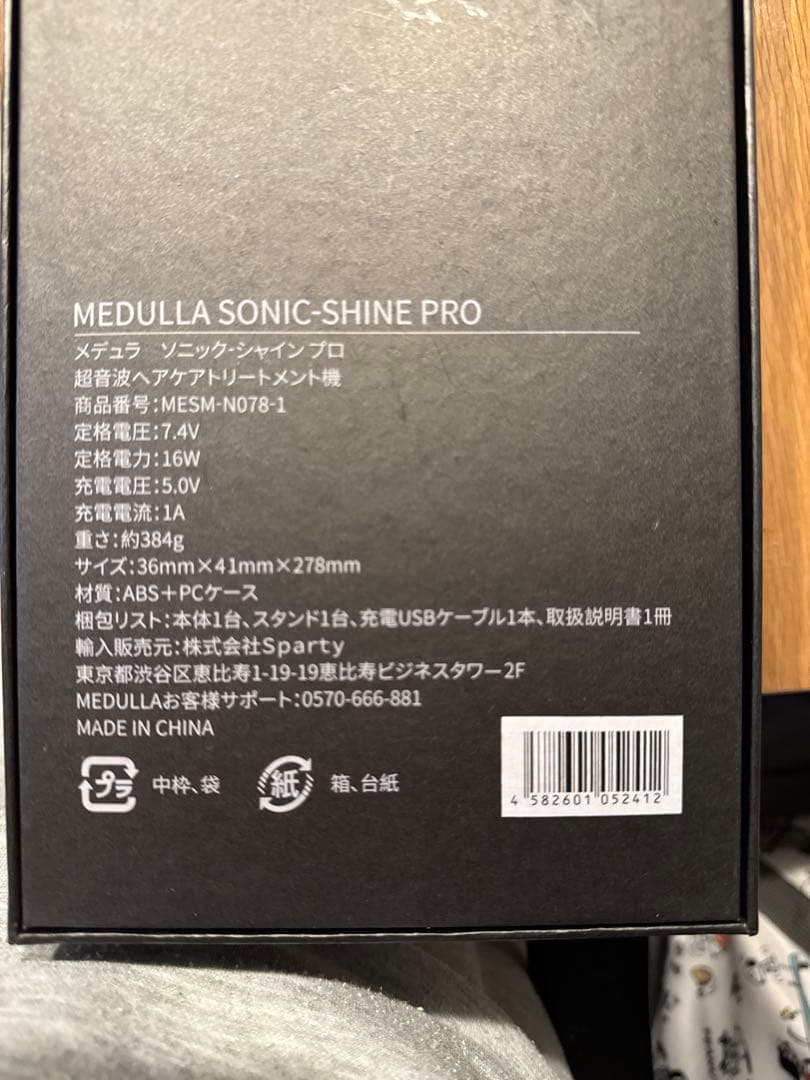 MEDULLA SONIC-SHINE PRO
メデュラ　ソニック-シャイン プロ
超音波ヘアケアトリートメント機
商品番号:MESM-N078-1
定格電圧:7.4V
定格電力:16W
充電電圧:5.0V
充電電流:1A
重さ:約384g
サイズ:36mm×41mm×278mm
材質:ABS+PCケース
梱包リスト:本体1台、スタンド1台、充電USBケーブル1本、取扱説明書1冊
輸入販売元:株式会社Sparty
東京都渋谷区恵比寿1-19-19恵比寿ビジネスタワー2F
MEDULLAお客様サポート:0570-666-881
MADE IN CHINA
プラ 中枠、袋 紙 箱、台紙
4 582601 052412